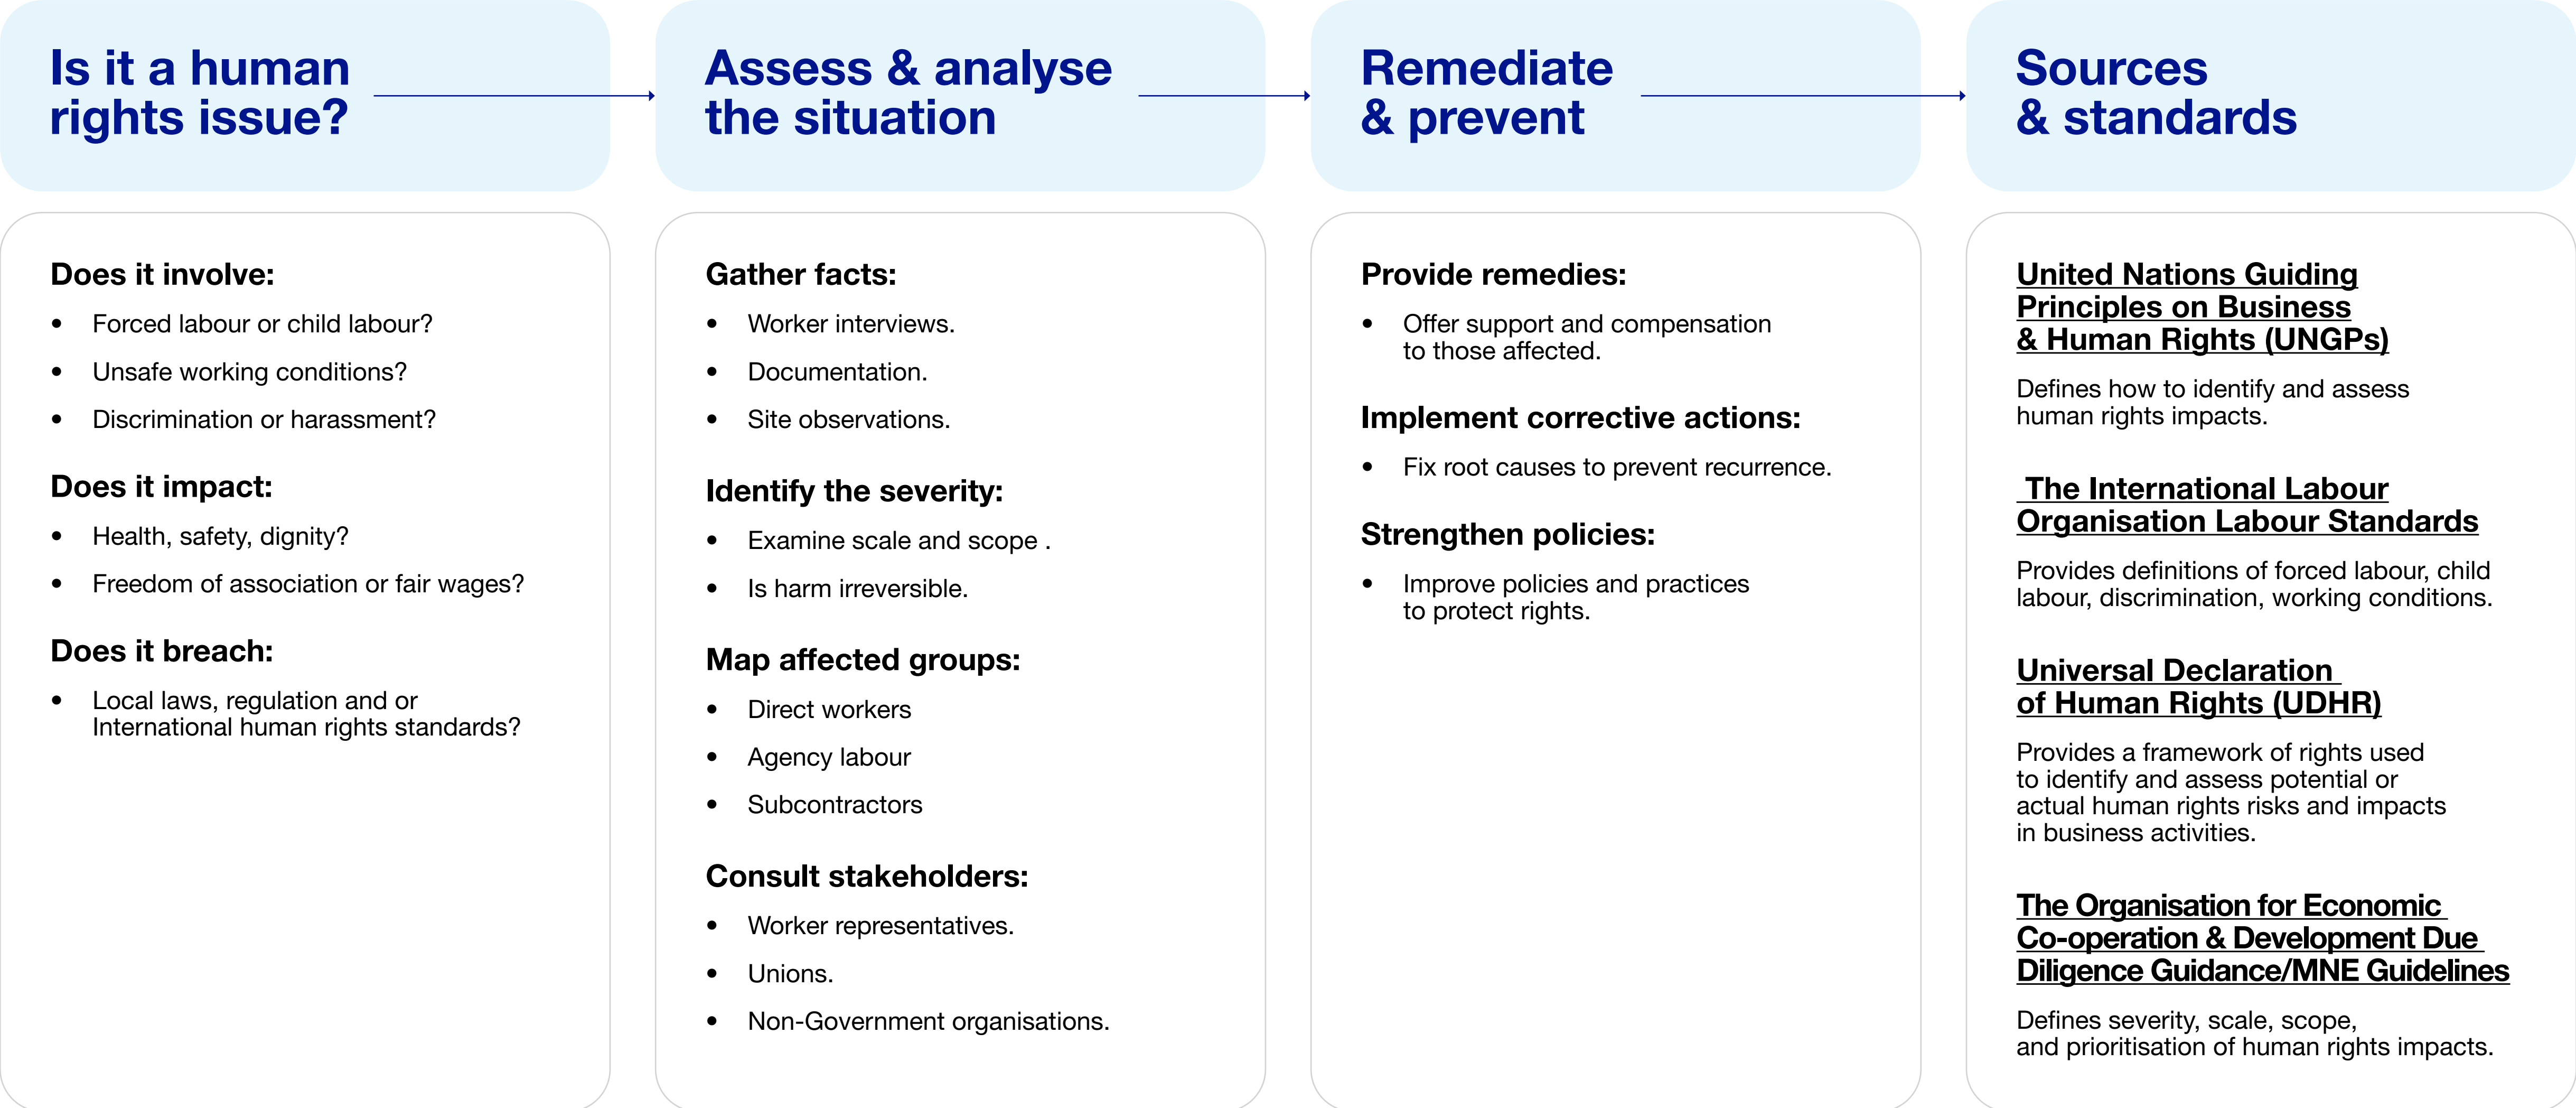 Is it a human
rights issue?
Does it involve:
• Forced labour or child labour?
• Unsafe working conditions?
• Discrimination or harassment?
Does it impact:
• Health, safety, dignity?
• Freedom of association or fair wages?
Does it breach:
• Local laws, regulation and or
International human rights standards?
Assess & analyse
the situation
Gather facts:
• Worker interviews.
• Documentation.
• Site observations.
Identify the severity:
• Examine scale and scope .
• Is harm irreversible.
Map affected groups:
• Direct workers
• Agency labour
• Subcontractors
Consult stakeholders:
• Worker representatives.
• Unions.
• Non-Government organisations.
Remediate
& prevent
Provide remedies:
• Offer support and compensation
to those affected.
Implement corrective actions:
• Fix root causes to prevent recurrence.
Strengthen policies:
• Improve policies and practices
to protect rights.
Sources
& standards
United Nations Guiding
Principles on Business
& Human Rights (UNGPs)
Defines how to identify and assess
human rights impacts.
The International Labour
Organisation Labour Standards
Provides definitions of forced labour, child
labour, discrimination, working conditions.
Universal Declaration
of Human Rights (UDHR)
Provides a framework of rights used
to identify and assess potential or
actual human rights risks and impacts
in business activities.
The Organisation for Economic
Co-operation & Development Due
Diligence Guidance/MNE Guidelines
Defines severity, scale, scope,
and prioritisation of human rights impacts.